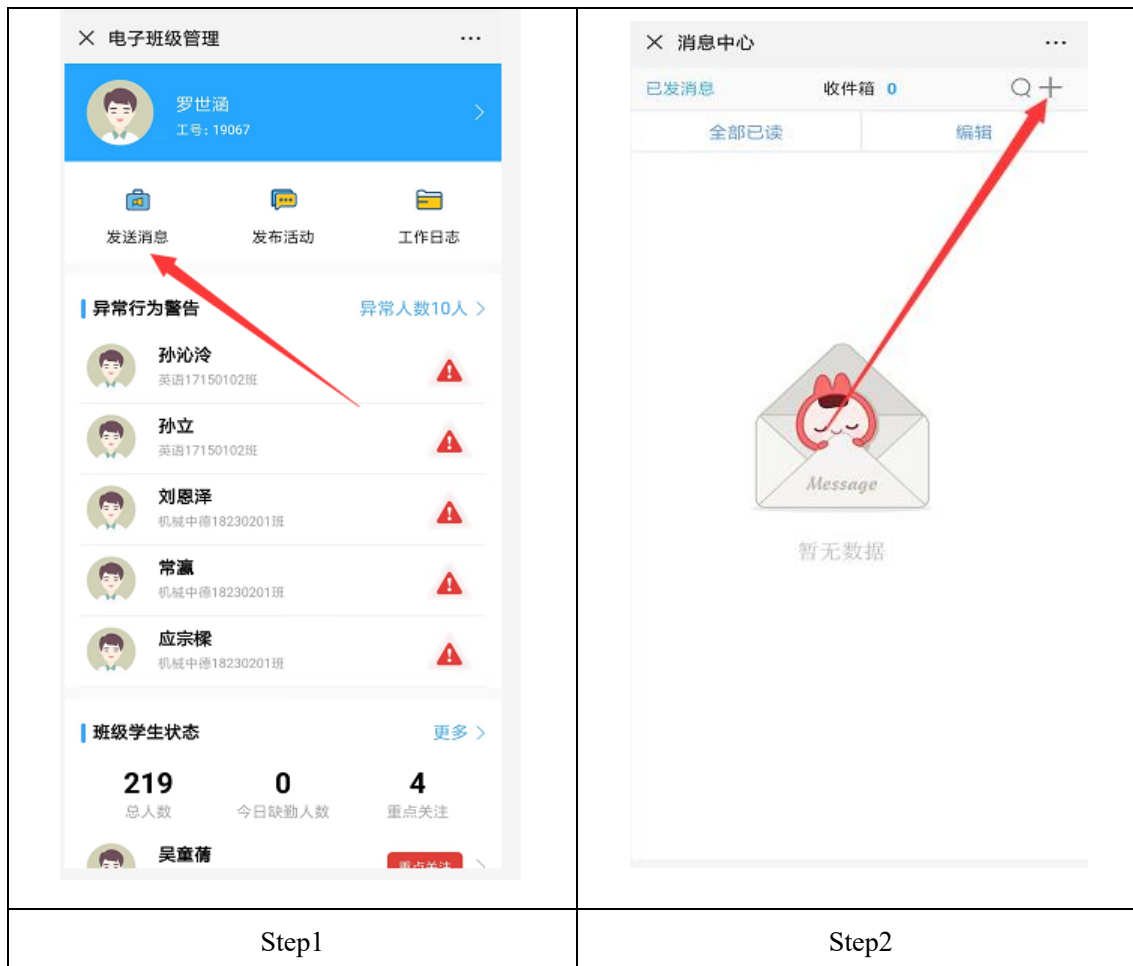 电子班级管理
罗世涵
工号：19067
发送消息
发布活动
工作日志
异常行为警告
异常人数10人
孙沁泠
英语17150102班
孙立
英语17150102班
刘恩泽
机械中德18230201班
常瀛
机械中德18230201班
应宗樑
机械中德18230201班
班级学生状态
更多
219
0
4
总人数
今日缺勤人数
重点关注
吴童蒨
重点关注
Step1
消息中心
已发消息
收件箱 0
全部已读
编辑
Message
暂无数据
Step2